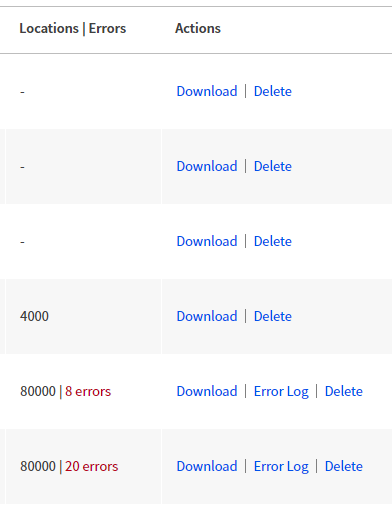 Locations | Errors Actions
- Download | Delete
- Download | Delete
- Download | Delete
4000 Download | Delete
80000 | 8 errors Download | Error Log | Delete
80000 | 20 errors Download | Error Log | Delete